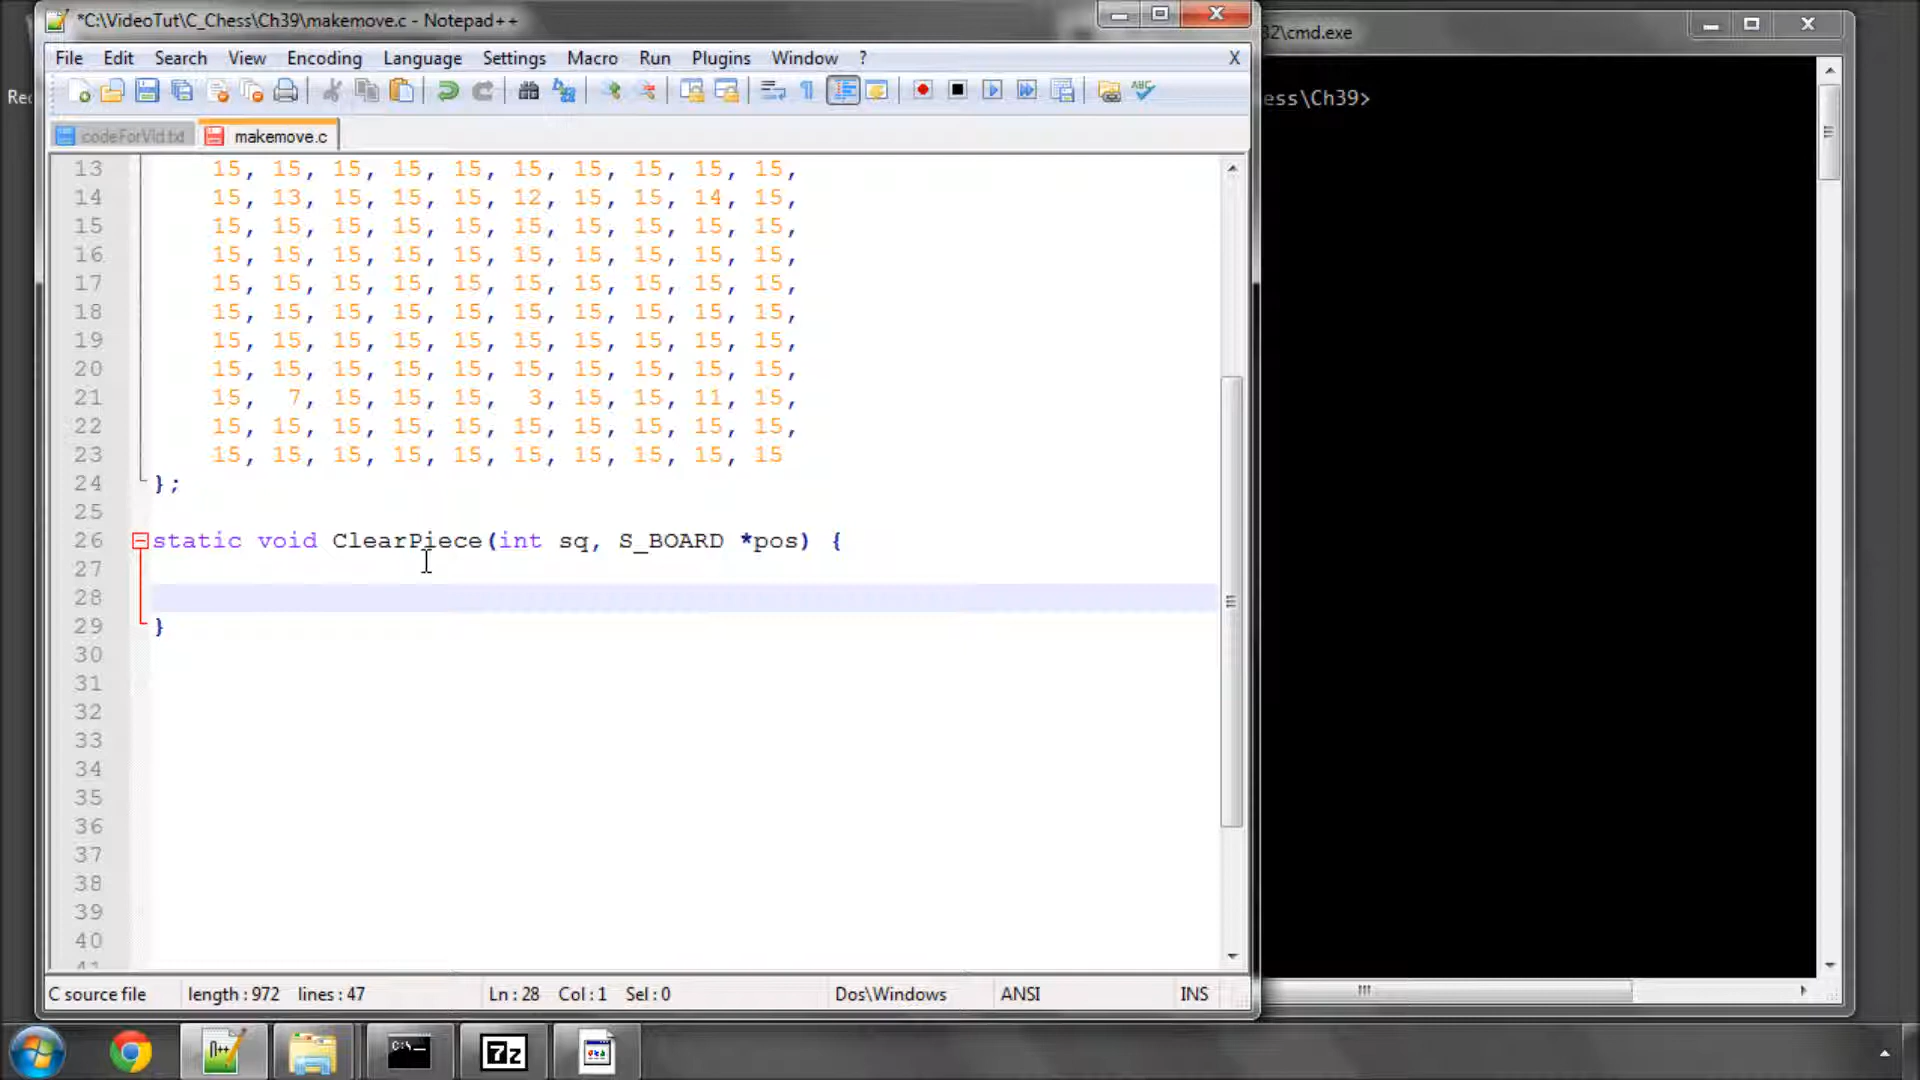 *C:\VideoTut\C_Chess\Ch39\makemove.c - Notepad++
32\cmd.exe
File Edit Search View Encoding Language Settings Macro Run Plugins Window ? X
Rec
ess\Ch39>
codeForVid.txt makemove.c
13 15, 15, 15, 15, 15, 15, 15, 15, 15, 15,
14 15, 13, 15, 15, 15, 12, 15, 15, 14, 15,
15 15, 15, 15, 15, 15, 15, 15, 15, 15, 15,
16 15, 15, 15, 15, 15, 15, 15, 15, 15, 15,
17 15, 15, 15, 15, 15, 15, 15, 15, 15, 15,
18 15, 15, 15, 15, 15, 15, 15, 15, 15, 15,
19 15, 15, 15, 15, 15, 15, 15, 15, 15, 15,
20 15, 15, 15, 15, 15, 15, 15, 15, 15, 15,
21 15, 7, 15, 15, 15, 3, 15, 15, 11, 15,
22 15, 15, 15, 15, 15, 15, 15, 15, 15, 15,
23 15, 15, 15, 15, 15, 15, 15, 15, 15, 15
24 };
25
26 static void ClearPiece(int sq, S_BOARD *pos) {
27
28
29 }
30
31
32
33
34
35
36
37
38
39
40
41
C source file length : 972 lines : 47 Ln : 28 Col : 1 Sel : 0 Dos\Windows ANSI INS